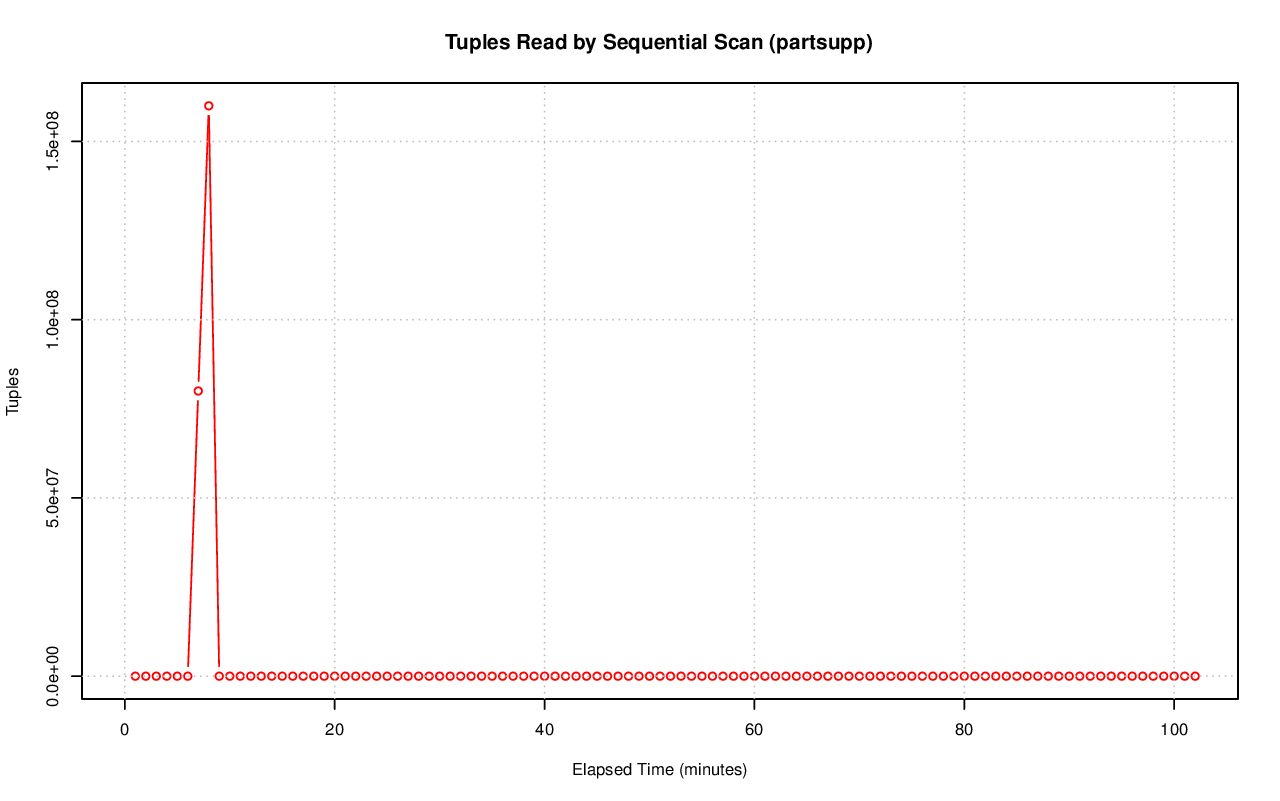 Tuples Read by Sequential Scan (partsupp)
Tuples
1.5e+08
1.0e+08
5.0e+07
0.0e+00
0 20 40 60 80 100
Elapsed Time (minutes)